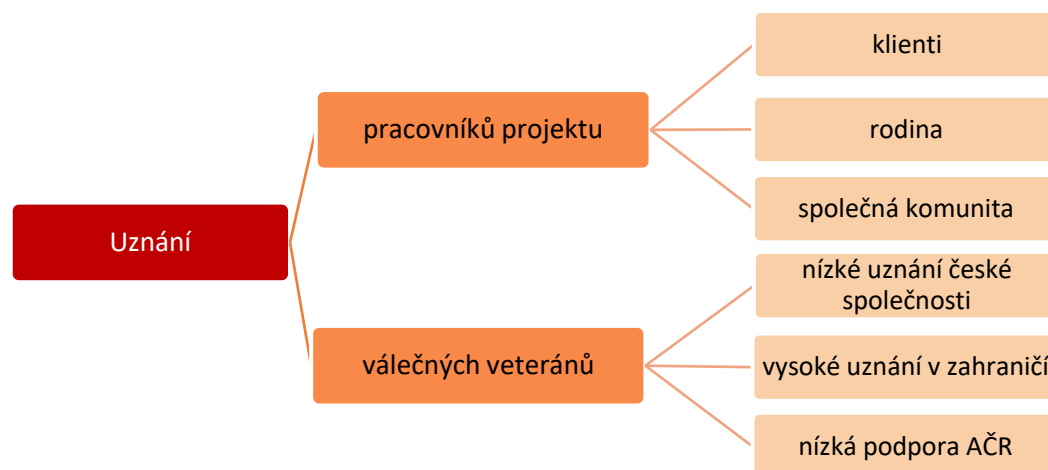 Uznání
pracovníků projektu
klienti
rodina
společná komunita
válečných veteránů
nízké uznání české
společnosti
vysoké uznání v zahraničí
nízká podpora AČR